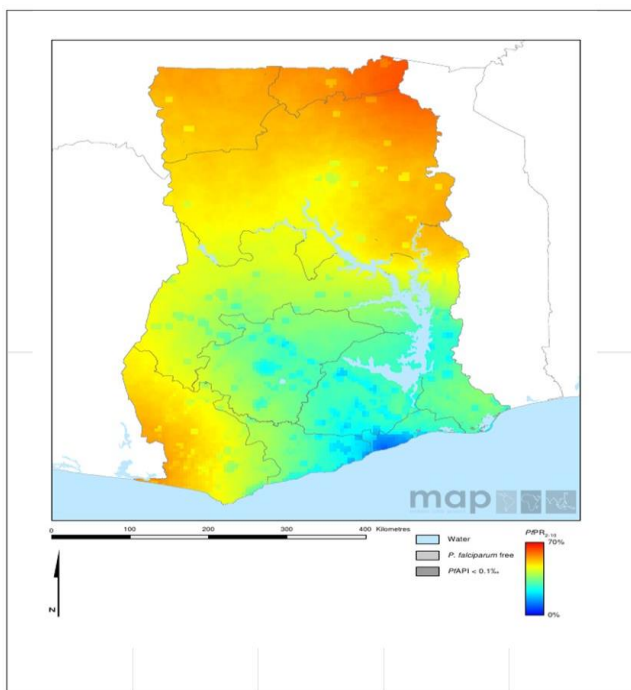 map
0 100 200 300 400 Kilometres
Water
P. falciparum free
PfAPI < 0.1‰
PfPR2-10
70%
0%
N